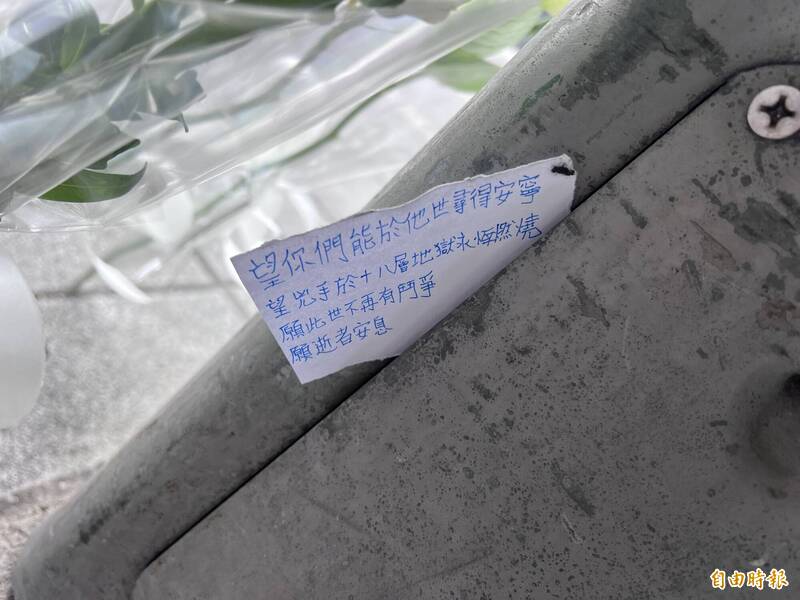 望你們能於他世尋得安寧
望兇手於十八層地獄永恆燃燒
願此世不再有鬥爭
願逝者安息
自由時報